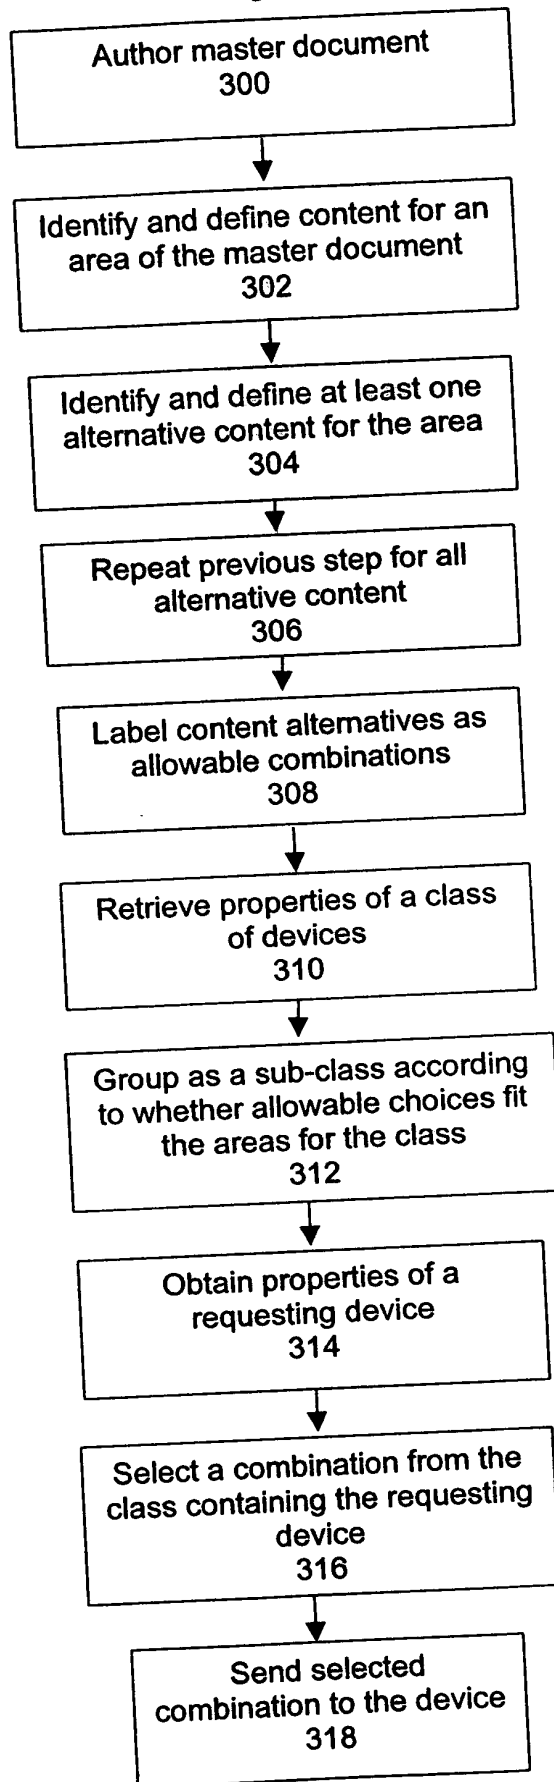 Author master document
300
Identify and define content for an
area of the master document
302
Identify and define at least one
alternative content for the area
304
Repeat previous step for all
alternative content
306
Label content alternatives as
allowable combinations
308
Retrieve properties of a class
of devices
310
Group as a sub-class according
to whether allowable choices fit
the areas for the class
312
Obtain properties of a
requesting device
314
Select a combination from the
class containing the requesting
device
316
Send selected
combination to the device
318